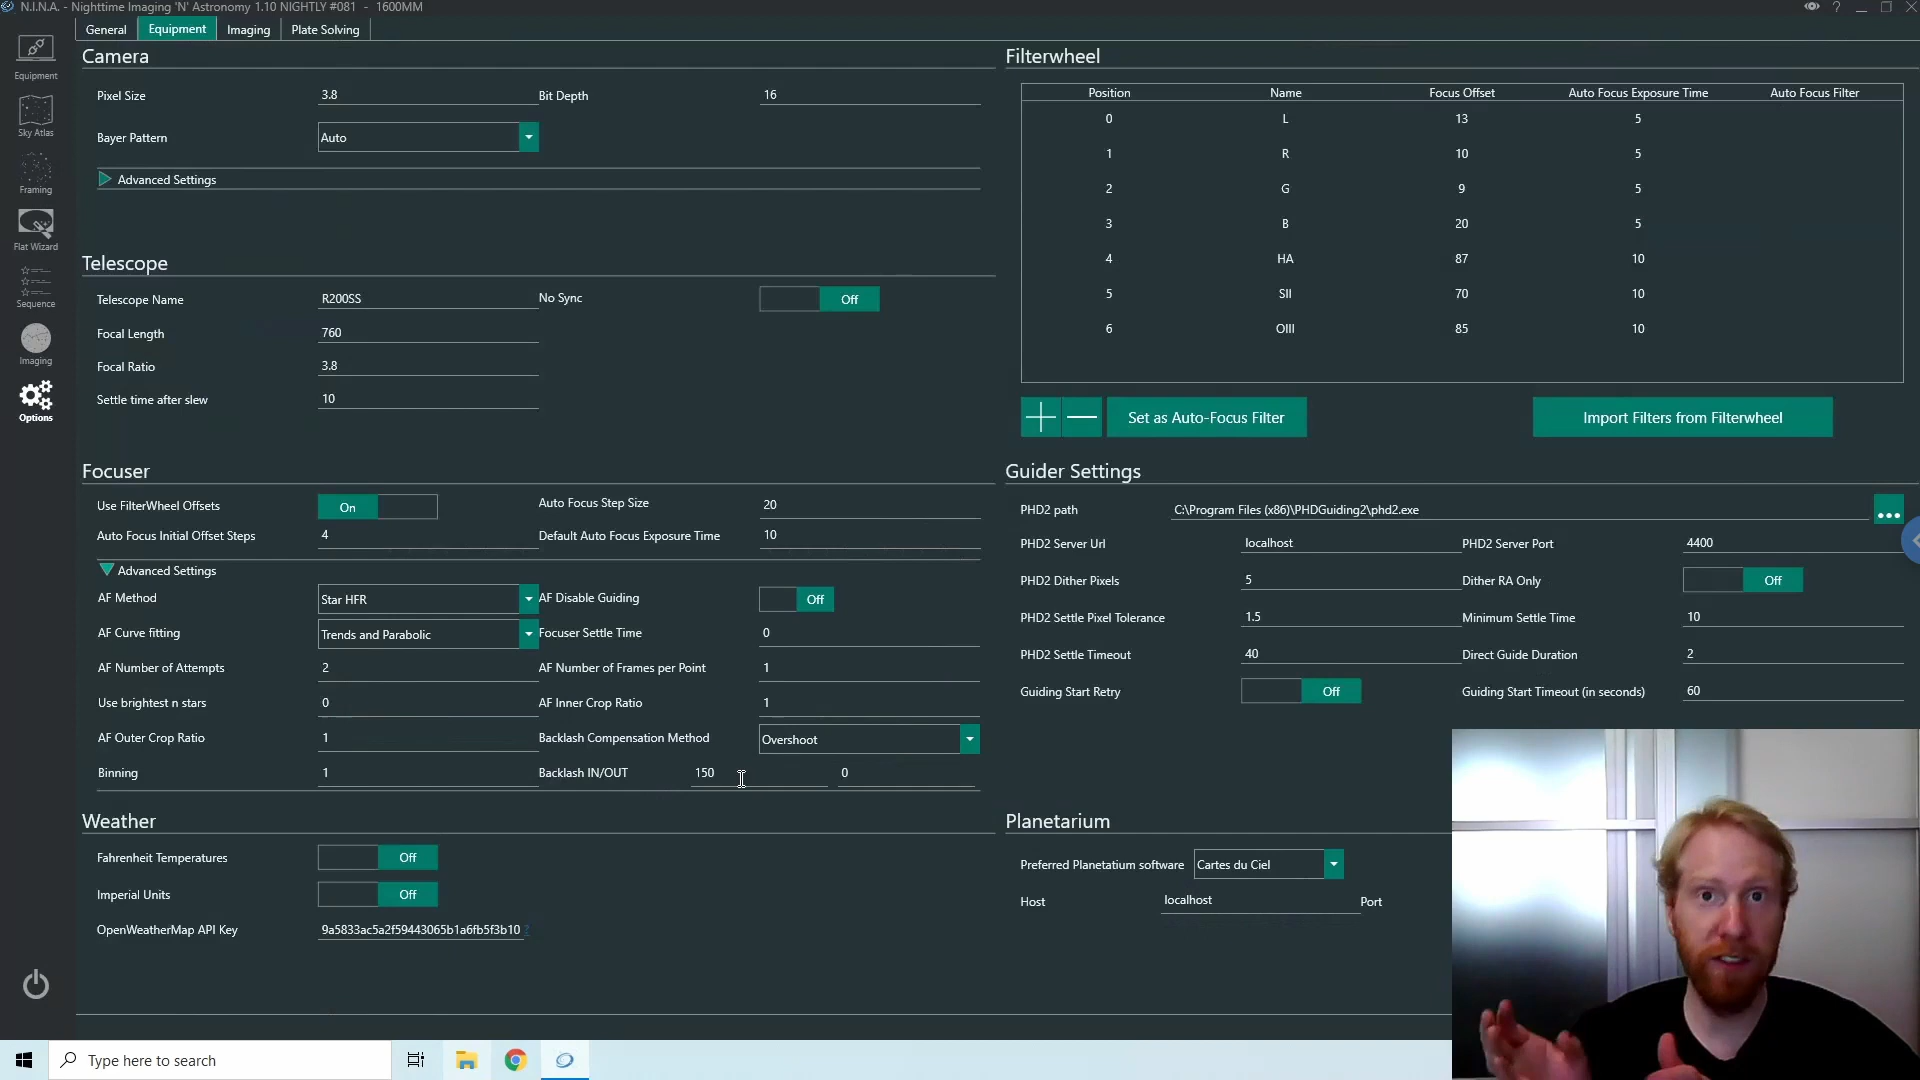 N.I.N.A. - Nighttime Imaging 'N' Astronomy 1.10 NIGHTLY #081 - 1600MM
?
General
Equipment
Imaging
Plate Solving
Equipment
Sky Atlas
Framing
Flat Wizard
Sequence
Imaging
Options
Camera
Pixel Size 3.8 Bit Depth 16
Bayer Pattern Auto
Advanced Settings
Telescope
Telescope Name R200SS No Sync Off
Focal Length 760
Focal Ratio 3.8
Settle time after slew 10
Focuser
Use FilterWheel Offsets On Auto Focus Step Size 20
Auto Focus Initial Offset Steps 4 Default Auto Focus Exposure Time 10
Advanced Settings
AF Method Star HFR AF Disable Guiding Off
AF Curve fitting Trends and Parabolic Focuser Settle Time 0
AF Number of Attempts 2 AF Number of Frames per Point 1
Use brightest n stars 0 AF Inner Crop Ratio 1
AF Outer Crop Ratio 1 Backlash Compensation Method Overshoot
Binning 1 Backlash IN/OUT 150 0
Weather
Fahrenheit Temperatures Off
Imperial Units Off
OpenWeatherMap API Key 9a5833ac5a2f59443065b1a6fb5f3b10 ?
Filterwheel
Position Name Focus Offset Auto Focus Exposure Time Auto Focus Filter
0 L 13 5
1 R 10 5
2 G 9 5
3 B 20 5
4 HA 87 10
5 SII 70 10
6 OIII 85 10
Set as Auto-Focus Filter
Import Filters from Filterwheel
Guider Settings
PHD2 path C:\Program Files (x86)\PHDGuiding2\phd2.exe ...
PHD2 Server Url localhost PHD2 Server Port 4400
PHD2 Dither Pixels 5 Dither RA Only Off
PHD2 Settle Pixel Tolerance 1.5 Minimum Settle Time 10
PHD2 Settle Timeout 40 Direct Guide Duration 2
Guiding Start Retry Off Guiding Start Timeout (in seconds) 60
Planetarium
Preferred Planetatium software Cartes du Ciel
Host localhost Port
Type here to search